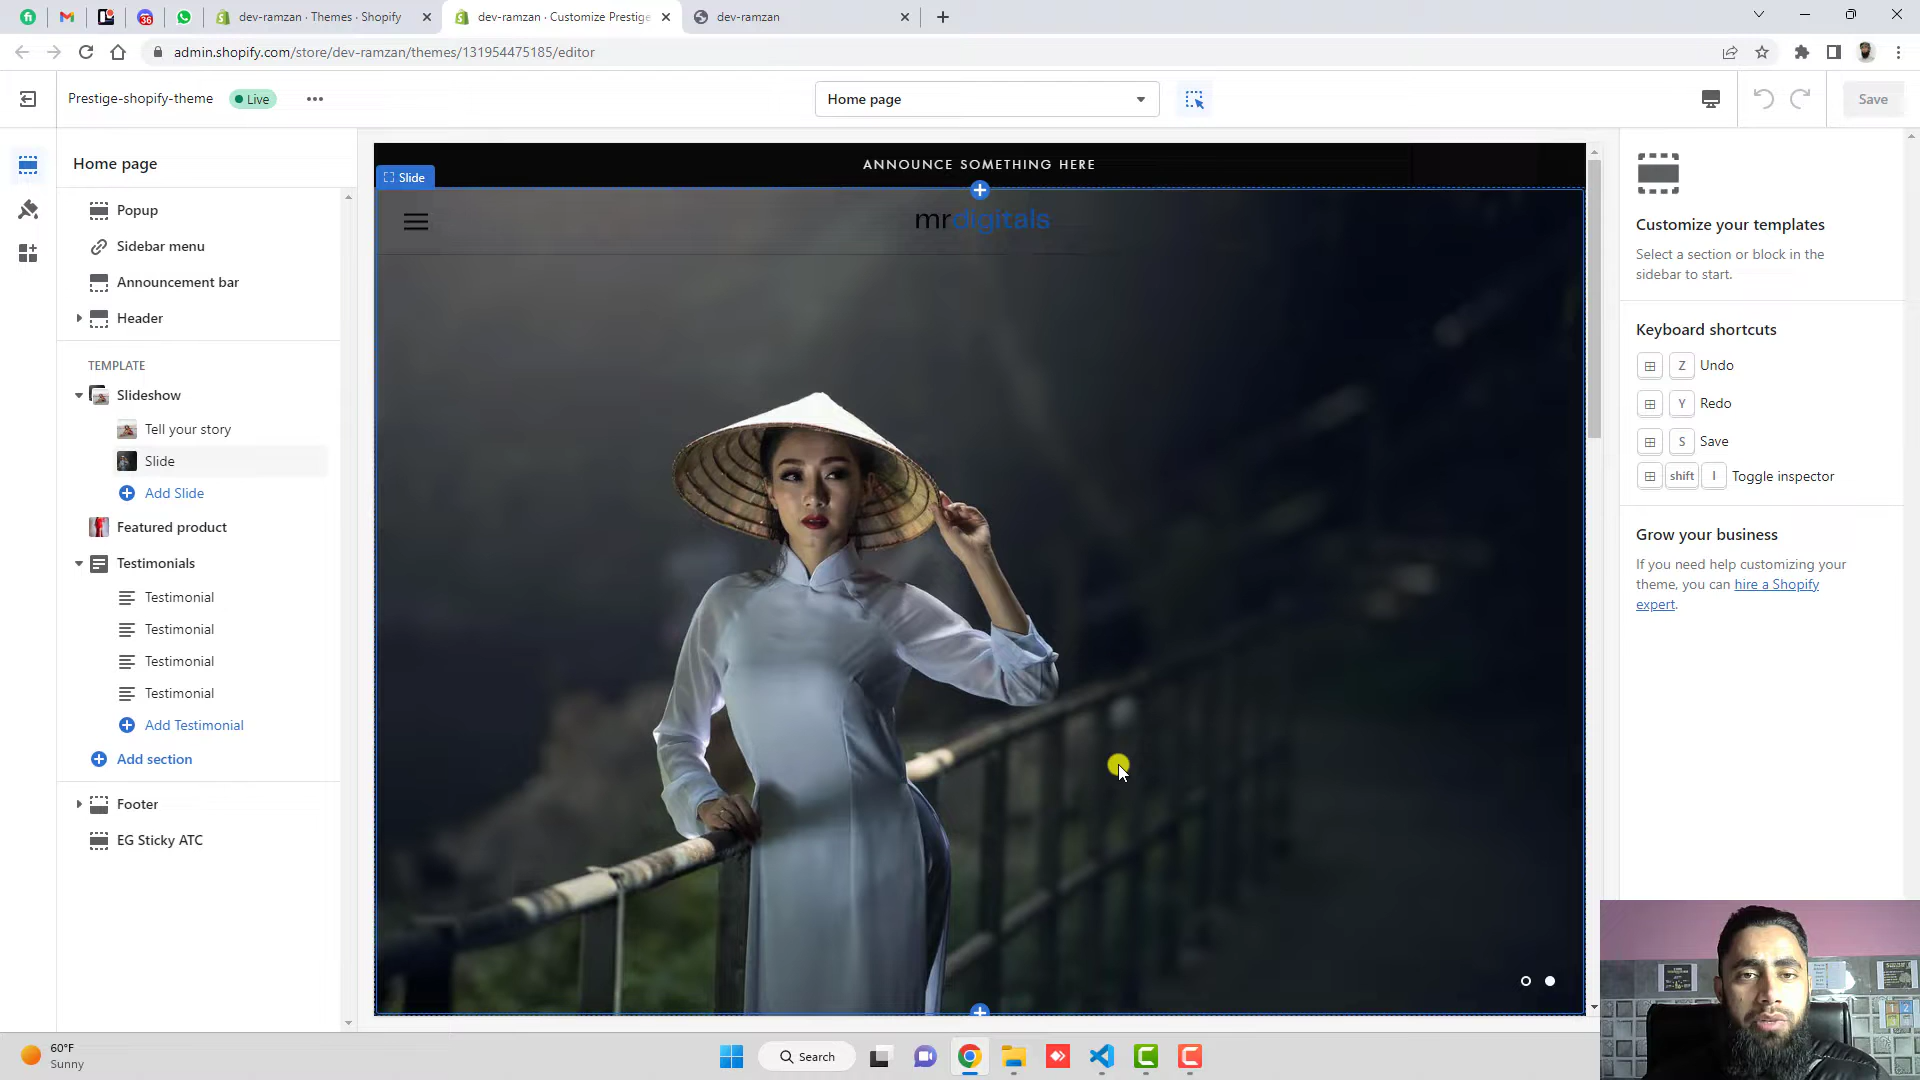 dev-ramzan · Themes · Shopify
dev-ramzan · Customize Prestige
dev-ramzan
36
admin.shopify.com/store/dev-ramzan/themes/131954475185/editor
Prestige-shopify-theme
Live
Home page
Save
Home page
Popup
Sidebar menu
Announcement bar
Header
TEMPLATE
Slideshow
Tell your story
Slide
Add Slide
Featured product
Testimonials
Testimonial
Testimonial
Testimonial
Testimonial
Add Testimonial
Add section
Footer
EG Sticky ATC
ANNOUNCE SOMETHING HERE
Slide
mrdigitals
Customize your templates
Select a section or block in the
sidebar to start.
Keyboard shortcuts
Z Undo
Y Redo
S Save
shift I Toggle inspector
Grow your business
If you need help customizing your
theme, you can hire a Shopify
expert.
60°F
Sunny
Search